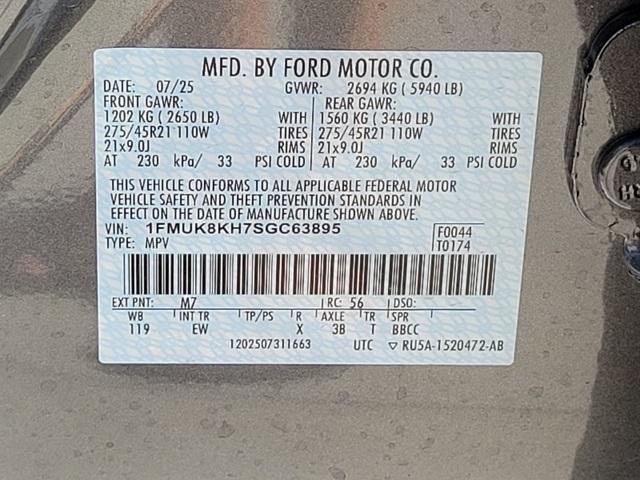 MFD. BY FORD MOTOR CO.
DATE: 07/25 GVWR: 2694 KG ( 5940 LB)
FRONT GAWR: REAR GAWR:
1202 KG ( 2650 LB) WITH 1560 KG ( 3440 LB) WITH
275/45R21 110W TIRES 275/45R21 110W TIRES
21x9.0J RIMS 21x9.0J RIMS
AT 230 kPa/ 33 PSI COLD AT 230 kPa/ 33 PSI COLD
THIS VEHICLE CONFORMS TO ALL APPLICABLE FEDERAL MOTOR
VEHICLE SAFETY AND THEFT PREVENTION STANDARDS IN
EFFECT ON THE DATE OF MANUFACTURE SHOWN ABOVE.
VIN: 1FMUK8KH7SGC63895 F0044
TYPE: MPV T0174
EXT PNT: M7 RC: 56 DSO:
WB INT TR TP/PS R AXLE TR SPR
119 EW X 3B T BBCC
1202507311663 UTC ▽ RU5A-1520472-AB